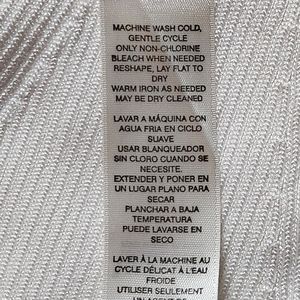 MACHINE WASH COLD,
GENTLE CYCLE
ONLY NON-CHLORINE
BLEACH WHEN NEEDED
RESHAPE, LAY FLAT TO
DRY
WARM IRON AS NEEDED
MAY BE DRY CLEANED
LAVAR A MÁQUINA CON
AGUA FRIA EN CICLO
SUAVE
USAR BLANQUEADOR
SIN CLORO CUANDO SE
NECESITE.
EXTENDER Y PONER EN
UN LUGAR PLANO PARA
SECAR
PLANCHAR A BAJA
TEMPERATURA
PUEDE LAVARSE EN
SECO
LAVER À LA MACHINE AU
CYCLE DÉLICAT À L'EAU
FROIDE
UTILISER SEULEMENT